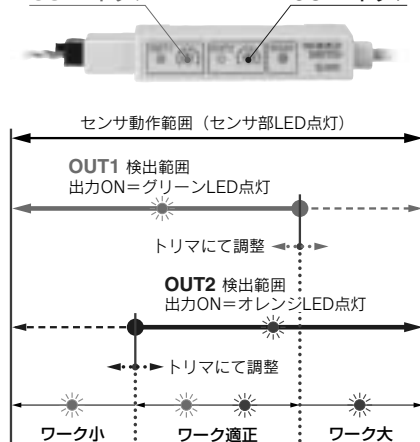 センサ動作範囲（センサ部LED点灯）
OUT1 検出範囲
出力ON＝グリーンLED点灯
トリマにて調整
OUT2 検出範囲
出力ON＝オレンジLED点灯
トリマにて調整
ワーク小 ワーク適正 ワーク大